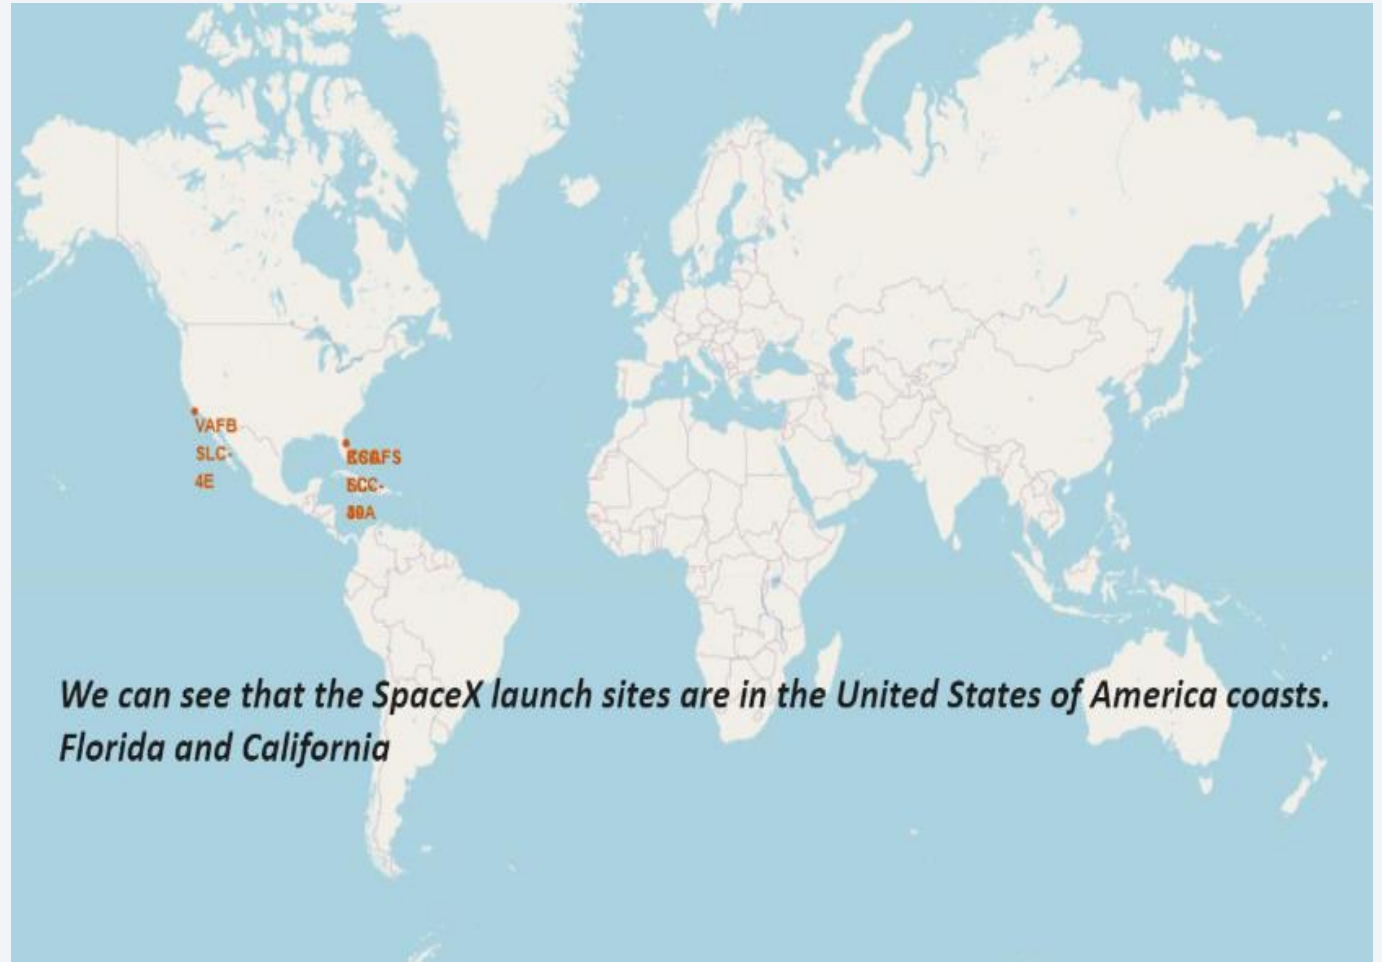 VAFB
SLC-
4E
We can see that the SpaceX launch sites are in the United States of America coasts.
Florida and California